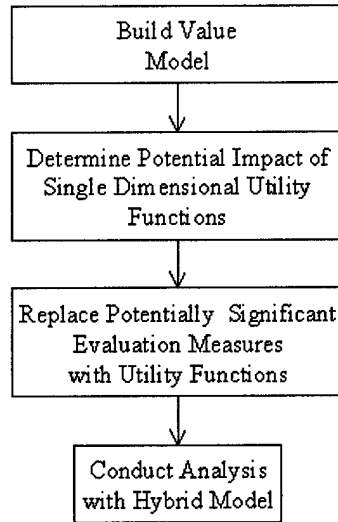 Build Value
Model
Determine Potential Impact of
Single Dimensional Utility
Functions
Replace Potentially Significant
Evaluation Measures
with Utility Functions
Conduct Analysis
with Hybrid Model